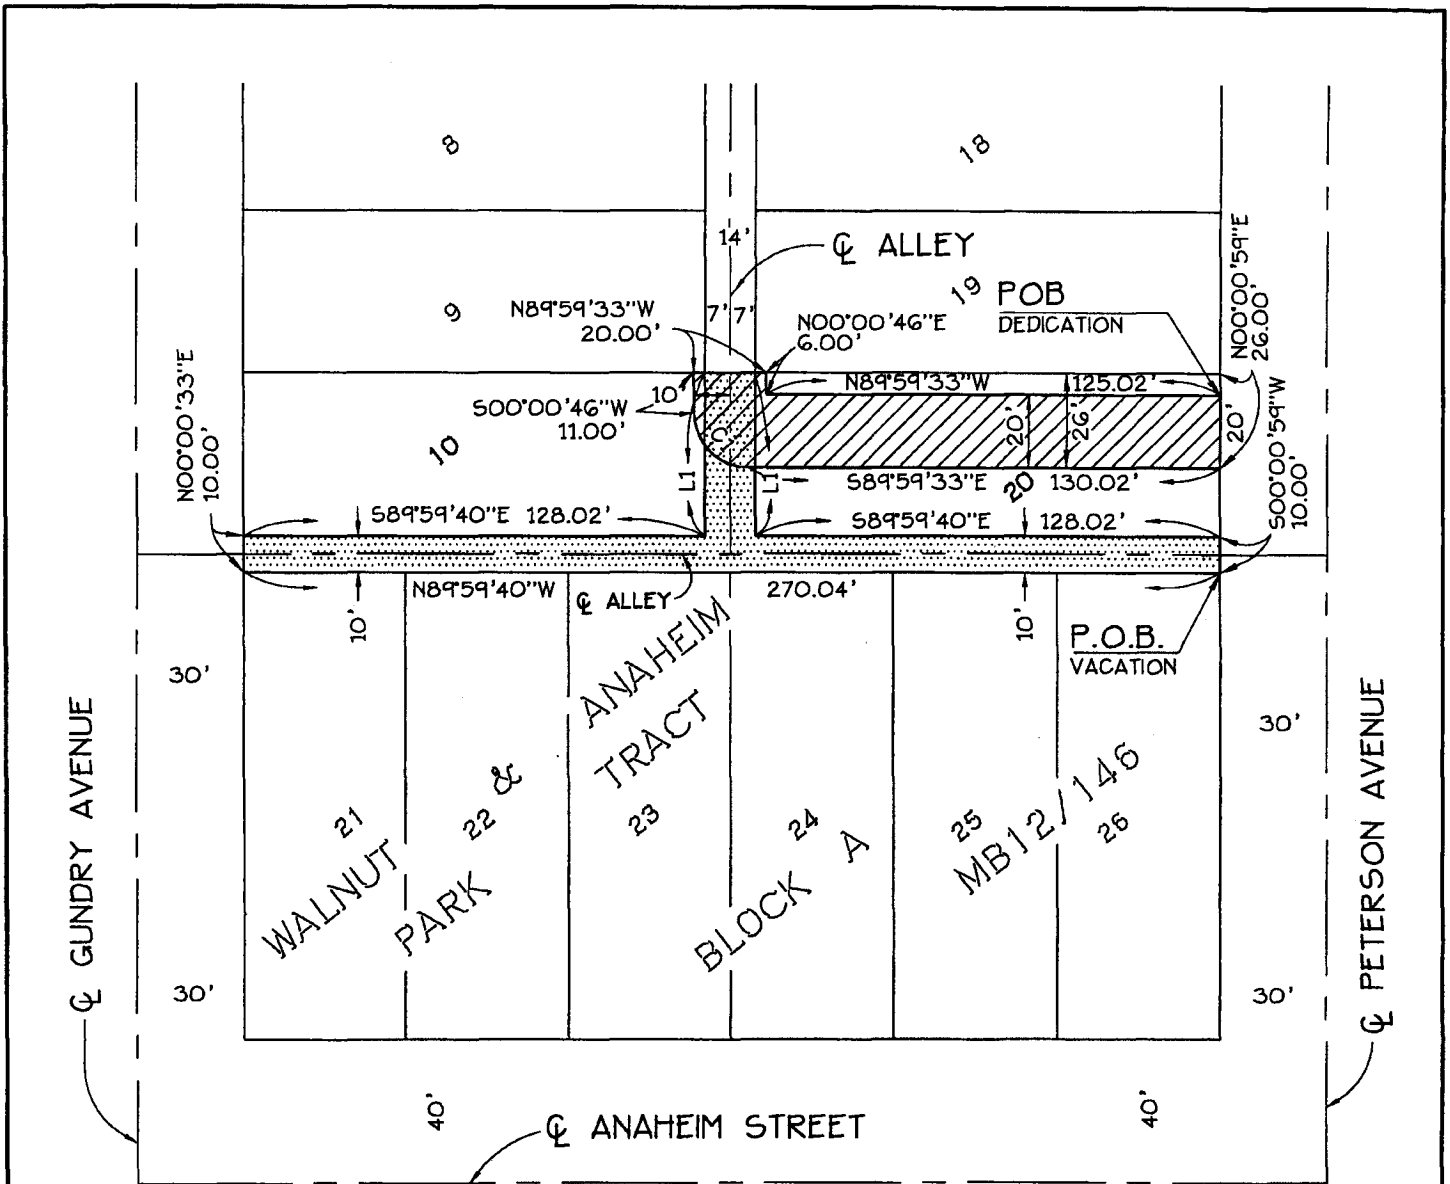 8
18
14'
℄ ALLEY
9
N89°59'33"W
20.00'
7' 7'
19
POB
DEDICATION
N00°00'46"E
6.00'
N00°00'59"E
26.00'
N00°00'33"E
10.00'
10'
N89°59'33"W
125.02'
S00°00'46"W
11.00'
10
20'
26'
20'
S00°00'59"W
10.00'
L1
L1
S89°59'33"E
20
130.02'
S89°59'40"E 128.02'
S89°59'40"E 128.02'
N89°59'40"W
℄ ALLEY
270.04'
10'
10'
P.O.B.
VACATION
30'
30'
℄ GUNDRY AVENUE
℄ PETERSON AVENUE
WALNUT
PARK
&
ANAHEIM
TRACT
BLOCK A
MB12/146
21
22
23
24
25
26
30'
30'
40'
40'
℄ ANAHEIM STREET